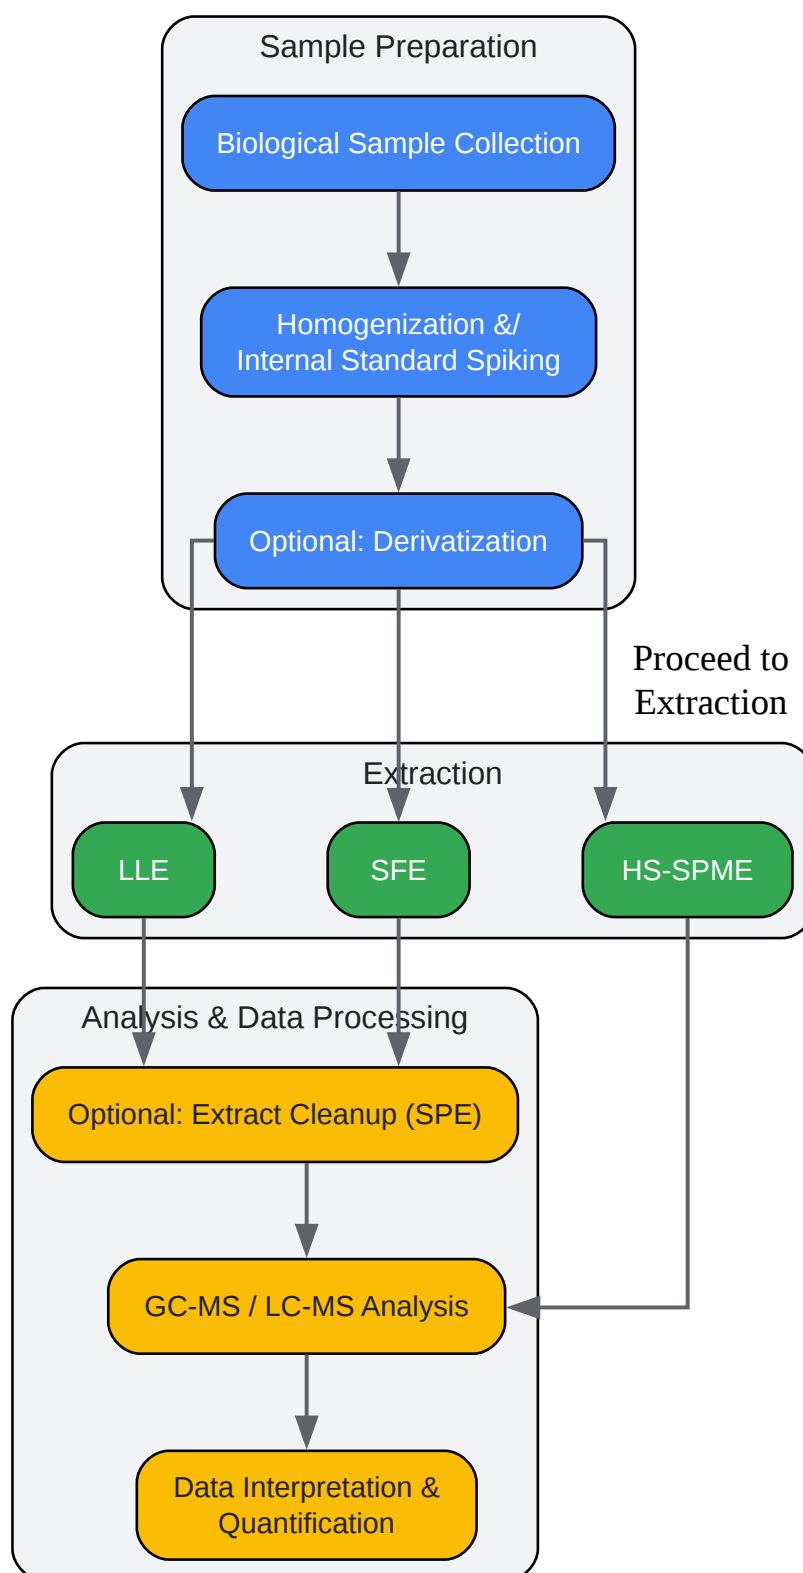 Sample Preparation
Biological Sample Collection
Homogenization &/
Internal Standard Spiking
Optional: Derivatization
Proceed to
Extraction
Extraction
LLE
SFE
HS-SPME
Analysis & Data Processing
Optional: Extract Cleanup (SPE)
GC-MS / LC-MS Analysis
Data Interpretation &
Quantification